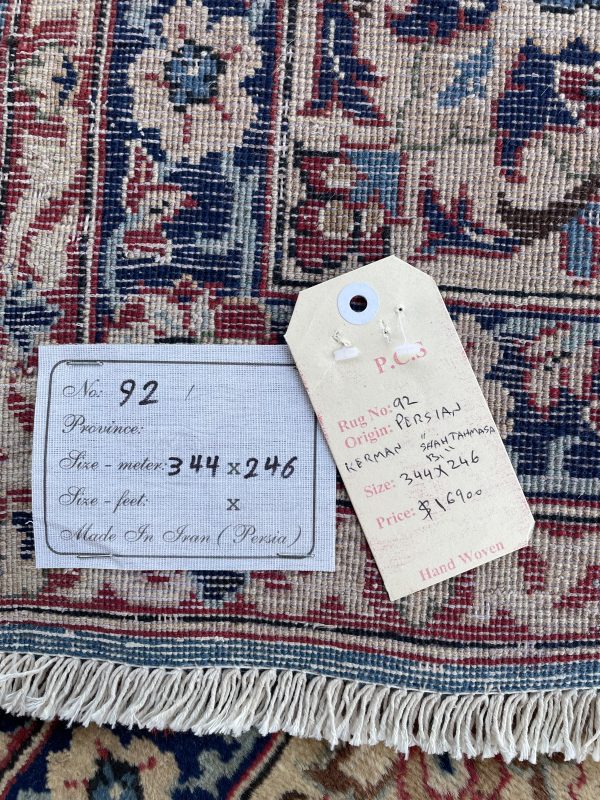 No: 92 /
Province:
Size - meter: 344 x 246
Size - feet: x
Made In Iran (Persia)
P.C.S
Rug No: 92
Origin: PERSIAN
KERMAN "SHAHTAHMASABI"
Size: 344X246
Price: $16900
Hand Woven